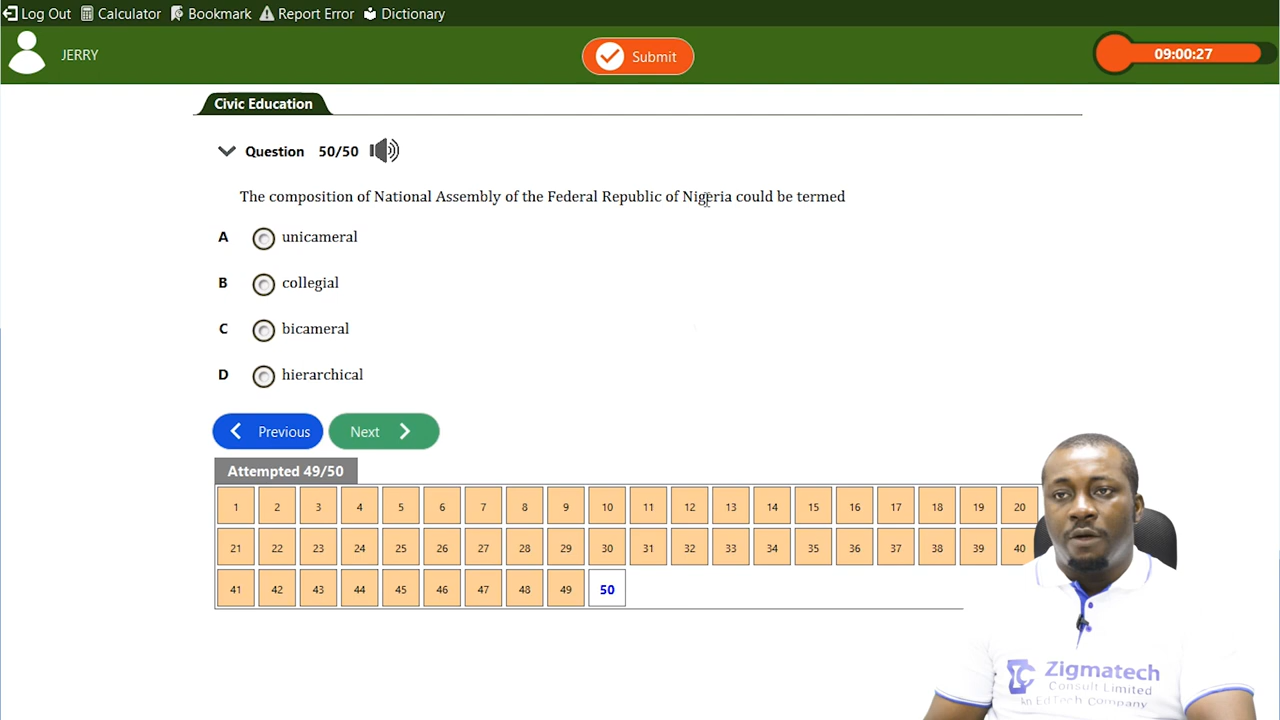 Log Out Calculator Bookmark Report Error Dictionary
JERRY Submit 09:00:27
Civic Education
Question 50/50
The composition of National Assembly of the Federal Republic of Nigeria could be termed
A unicameral
B collegial
C bicameral
D hierarchical
Previous Next
Attempted 49/50
1 2 3 4 5 6 7 8 9 10 11 12 13 14 15 16 17 18 19 20
21 22 23 24 25 26 27 28 29 30 31 32 33 34 35 36 37 38 39 40
41 42 43 44 45 46 47 48 49 50
Zigmatech
Consult Limited
An EdTech Company